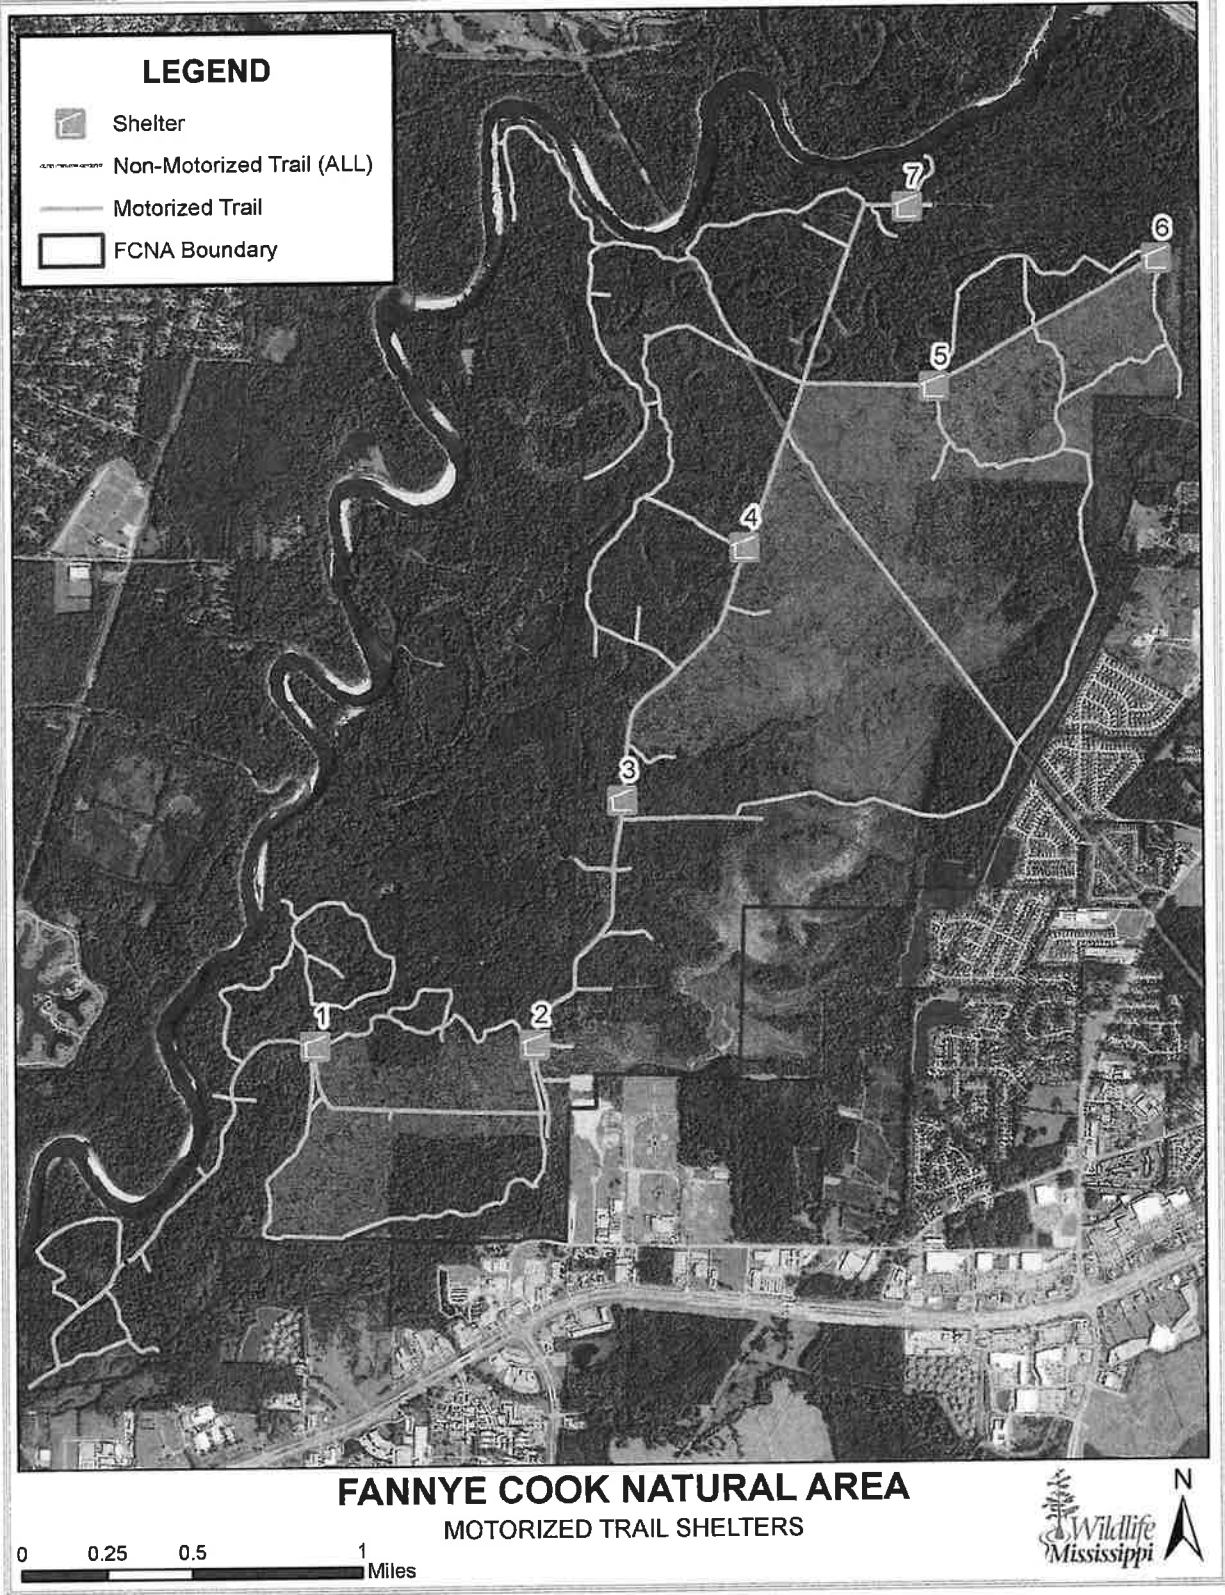 LEGEND
Shelter
Non-Motorized Trail (ALL)
Motorized Trail
FCNA Boundary
7
6
5
4
3
1
2
FANNYE COOK NATURAL AREA
MOTORIZED TRAIL SHELTERS
0 0.25 0.5 1
Miles
Wildlife
Mississippi
N